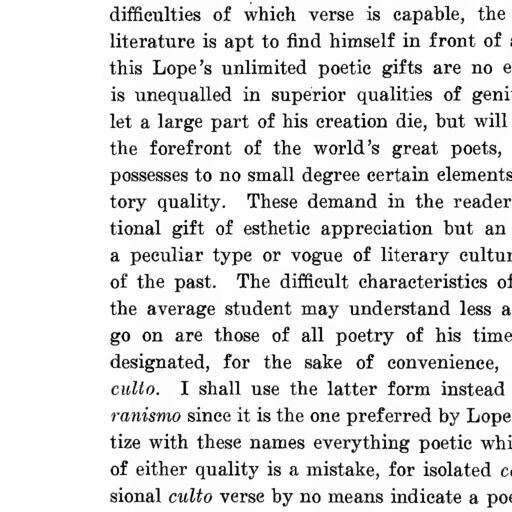 difficulties of which verse is capable, the
literature is apt to find himself in front of
this Lope's unlimited poetic gifts are no
is unequalled in superior qualities of
let a large part of his creation die, but will
the forefront of the world's great poets,
possesses to no small degree certain elements
tory quality. These demand in the reader
tional gift of esthetic appreciation but an
a peculiar type or vogue of literary
of the past. The difficult characteristics
the average student may understand less
go on are those of all poetry of his time
designated, for the sake of convenience,
culto. I shall use the latter form instead
ranismo since it is the one preferred by Lope
tize with these names everything poetic
of either quality is a mistake, for isolated
sional culto verse by no means indicate a